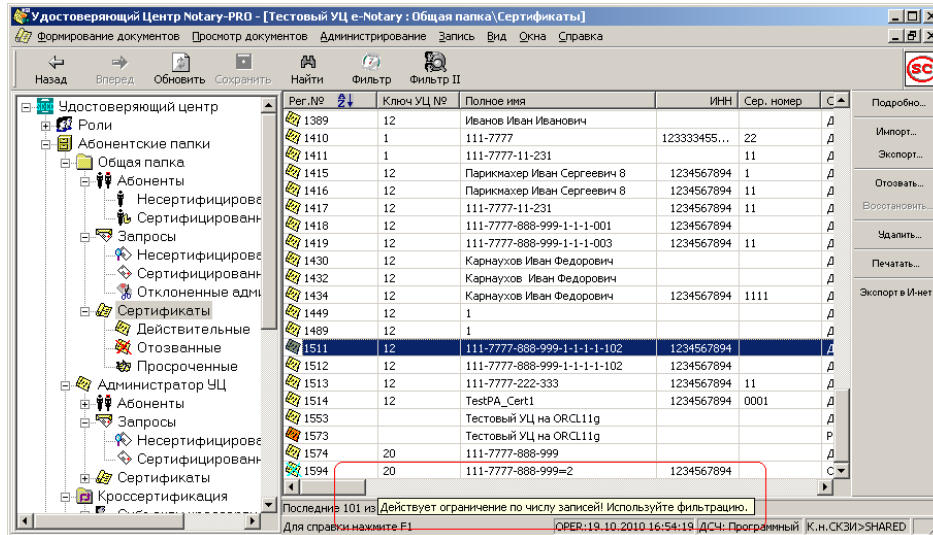 Удостоверяющий Центр Notary-PRO - [Тестовый УЦ e-Notary : Общая папка\Сертификаты]
Формирование документов Просмотр документов Администрирование Запись Вид Окна Справка
Назад Вперед Обновить Сохранить Найти Фильтр Фильтр II
Удостоверяющий центр
Роли
Абонентские папки
Общая папка
Абоненты
Несертифицирова
Сертифицированн
Запросы
Несертифицирова
Сертифицированн
Отклоненные адми
Сертификаты
Действительные
Отозванные
Просроченные
Администратор УЦ
Абоненты
Запросы
Несертифицирова
Сертифицированн
Сертификаты
Кроссертификация
Рег.№ Ключ УЦ № Полное имя ИНН Сер. номер С
1389 12 Иванов Иван Иванович Д
1410 1 111-7777 123333455... 22 Д
1411 1 111-7777-11-231 11 Д
1415 12 Парикмахер Иван Сергеевич 8 1234567894 1 Д
1416 12 Парикмахер Иван Сергеевич 8 1234567894 11 Д
1417 12 111-7777-11-231 1234567894 11 Д
1418 12 111-7777-888-999-1-1-1-001 1234567894 Д
1419 12 111-7777-888-999-1-1-1-003 1234567894 11 Д
1430 12 Карнаухов Иван Федорович Д
1432 12 Карнаухов Иван Федорович Д
1434 12 Карнаухов Иван Федорович 1234567894 1111 Д
1449 12 1 Д
1489 12 1 Д
1511 12 111-7777-888-999-1-1-1-1-102 1234567894 Д
1512 12 111-7777-888-999-1-1-1-1-102 1234567894 Д
1513 12 111-7777-222-333 1234567894 11 Д
1514 12 TestPA_Cert1 1234567894 0001 Д
1553 Тестовый УЦ на ORCL11g Д
1573 Тестовый УЦ на ORCL11g Р
1574 20 111-7777-888-999 Д
1594 20 111-7777-888-999=2 1234567894 С
Последние 101 из Действует ограничение по числу записей! Используйте фильтрацию.
Для справки нажмите F1 OPER:19.10.2010 16:54:19 ДСЧ: Программный К.н.СКЗИ>SHARED
SC
Подробно...
Импорт...
Экспорт...
Отозвать...
Восстановить...
Удалить...
Печатать...
Экспорт в И-нет